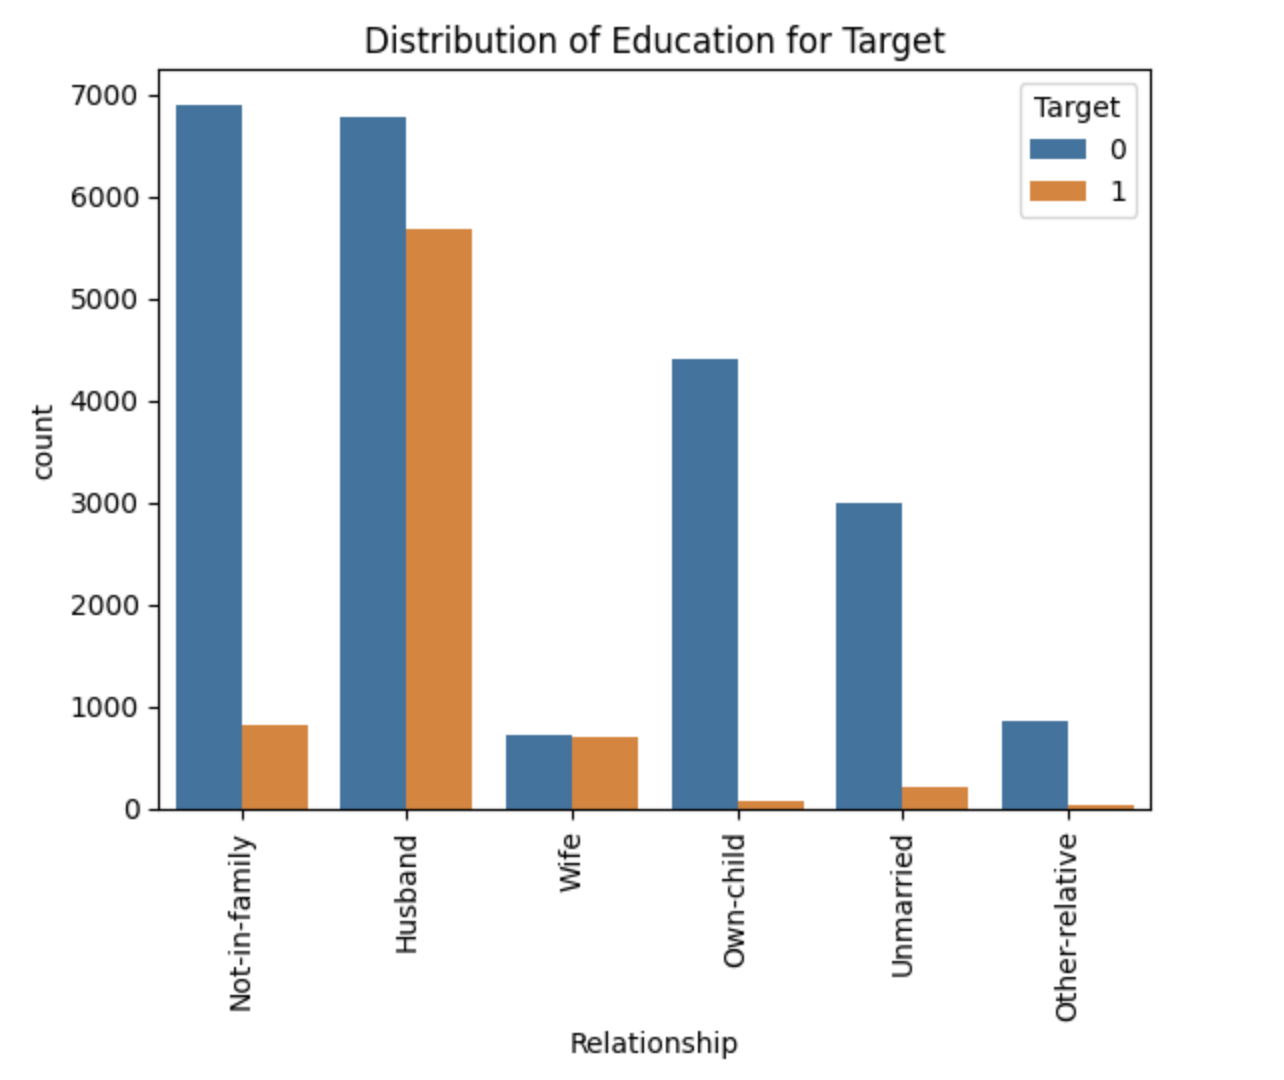 Distribution of Education for Target
7000
6000
5000
4000
3000
2000
1000
0
count
Target
0
1
Not-in-family
Husband
Wife
Own-child
Unmarried
Other-relative
Relationship